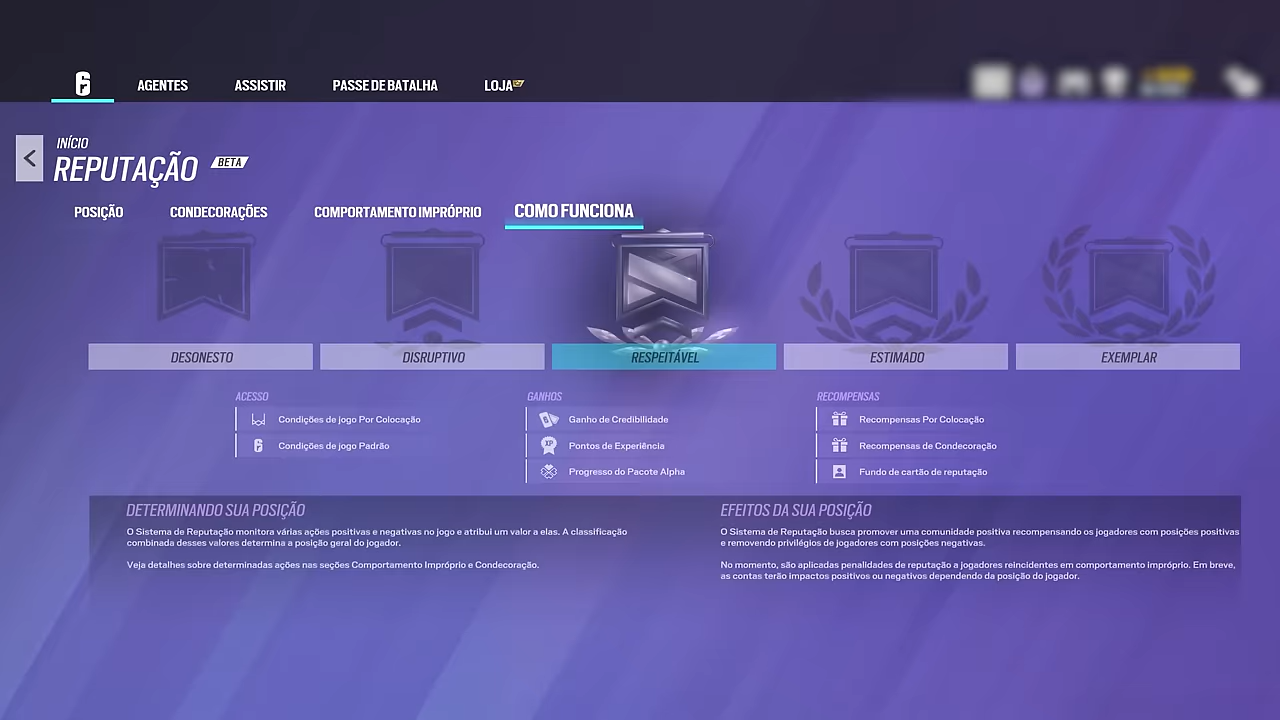 AGENTES
ASSISTIR
PASSE DE BATALHA
LOJA
INÍCIO
REPUTAÇÃO
BETA
POSIÇÃO
CONDECORAÇÕES
COMPORTAMENTO IMPRÓPRIO
COMO FUNCIONA
DESONESTO
DISRUPTIVO
RESPEITÁVEL
ESTIMADO
EXEMPLAR
ACESSO
Condições de jogo Por Colocação
Condições de jogo Padrão
GANHOS
Ganho de Credibilidade
XP
Pontos de Experiência
Progresso do Pacote Alpha
RECOMPENSAS
Recompensas Por Colocação
Recompensas de Condecoração
Fundo de cartão de reputação
DETERMINANDO SUA POSIÇÃO
O Sistema de Reputação monitora várias ações positivas e negativas no jogo e atribui um valor a elas. A classificação
combinada desses valores determina a posição geral do jogador.
Veja detalhes sobre determinadas ações nas seções Comportamento Impróprio e Condecoração.
EFEITOS DA SUA POSIÇÃO
O Sistema de Reputação busca promover uma comunidade positiva recompensando os jogadores com posições positivas
e removendo privilégios de jogadores com posições negativas.
No momento, são aplicadas penalidades de reputação a jogadores reincidentes em comportamento impróprio. Em breve,
as contas terão impactos positivos ou negativos dependendo da posição do jogador.